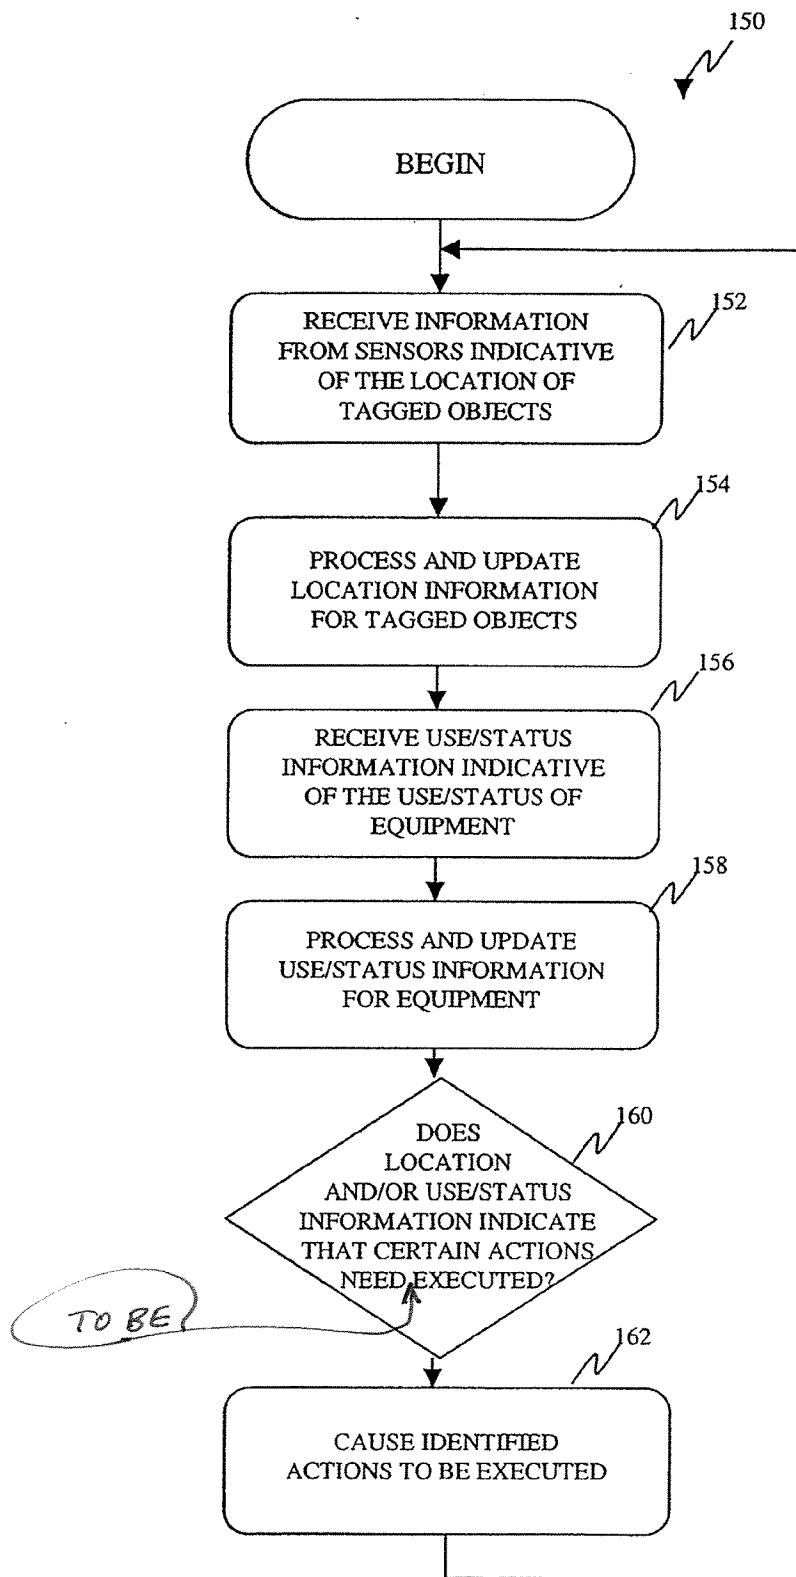 150
BEGIN
152
RECEIVE INFORMATION
FROM SENSORS INDICATIVE
OF THE LOCATION OF
TAGGED OBJECTS
154
PROCESS AND UPDATE
LOCATION INFORMATION
FOR TAGGED OBJECTS
156
RECEIVE USE/STATUS
INFORMATION INDICATIVE
OF THE USE/STATUS OF
EQUIPMENT
158
PROCESS AND UPDATE
USE/STATUS INFORMATION
FOR EQUIPMENT
160
DOES
LOCATION
AND/OR USE/STATUS
INFORMATION INDICATE
THAT CERTAIN ACTIONS
NEED EXECUTED?
TO BE
162
CAUSE IDENTIFIED
ACTIONS TO BE EXECUTED